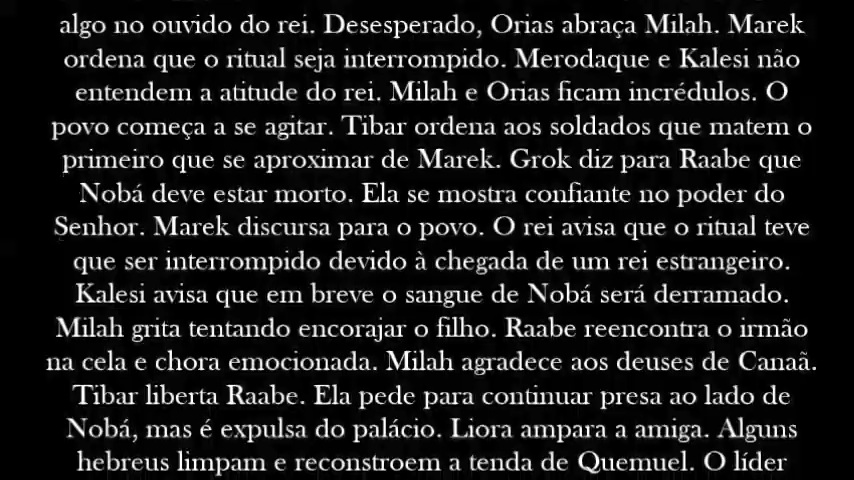 algo no ouvido do rei. Desesperado, Orias abraça Milah. Marek
ordena que o ritual seja interrompido. Merodaque e Kalesi não
entendem a atitude do rei. Milah e Orias ficam incrédulos. O
povo começa a se agitar. Tibar ordena aos soldados que matem o
primeiro que se aproximar de Marek. Grok diz para Raabe que
Nobá deve estar morto. Ela se mostra confiante no poder do
Senhor. Marek discursa para o povo. O rei avisa que o ritual teve
que ser interrompido devido à chegada de um rei estrangeiro.
Kalesi avisa que em breve o sangue de Nobá será derramado.
Milah grita tentando encorajar o filho. Raabe reencontra o irmão
na cela e chora emocionada. Milah agradece aos deuses de Canaã.
Tibar liberta Raabe. Ela pede para continuar presa ao lado de
Nobá, mas é expulsa do palácio. Liora ampara a amiga. Alguns
hebreus limpam e reconstroem a tenda de Quemuel. O líder